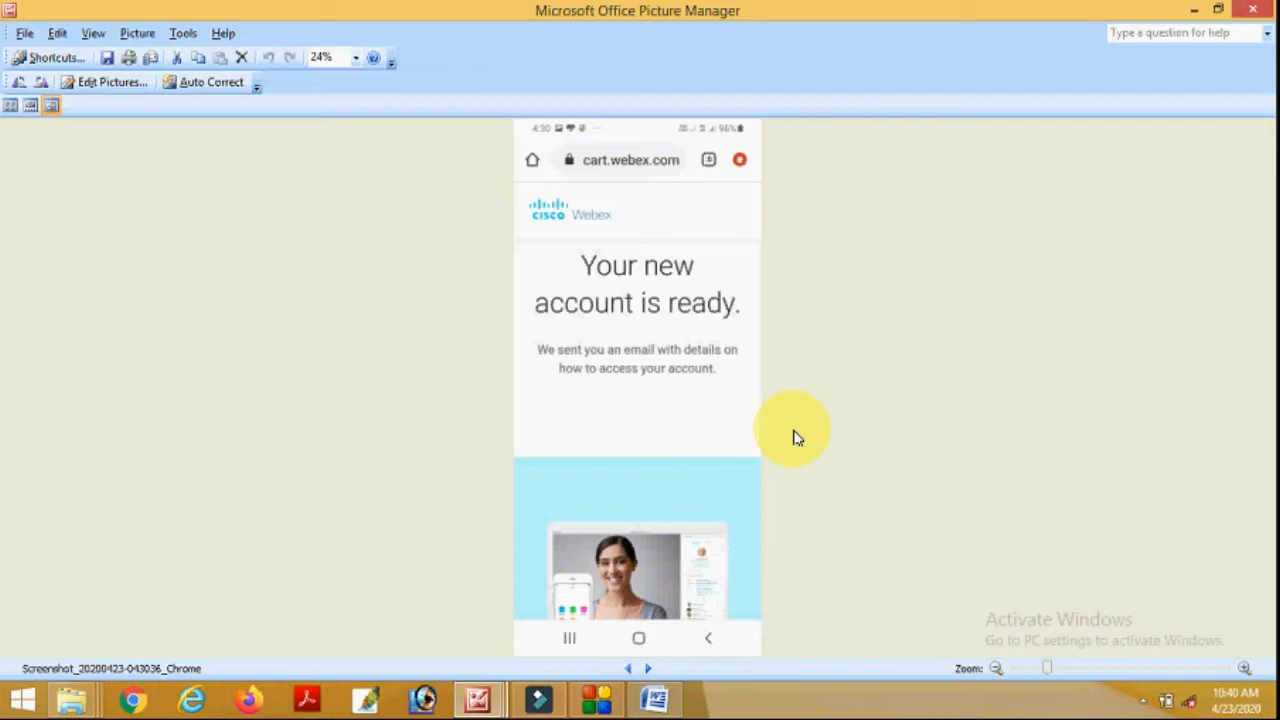 Microsoft Office Picture Manager
File Edit View Picture Tools Help
Type a question for help
Shortcuts... 24%
Edit Pictures... Auto Correct
4:30 96%
cart.webex.com
CISCO Webex
Your new
account is ready.
We sent you an email with details on
how to access your account.
Activate Windows
Go to PC settings to activate Windows.
Screenshot_20200423-043036_Chrome
Zoom:
10:40 AM
4/23/2020